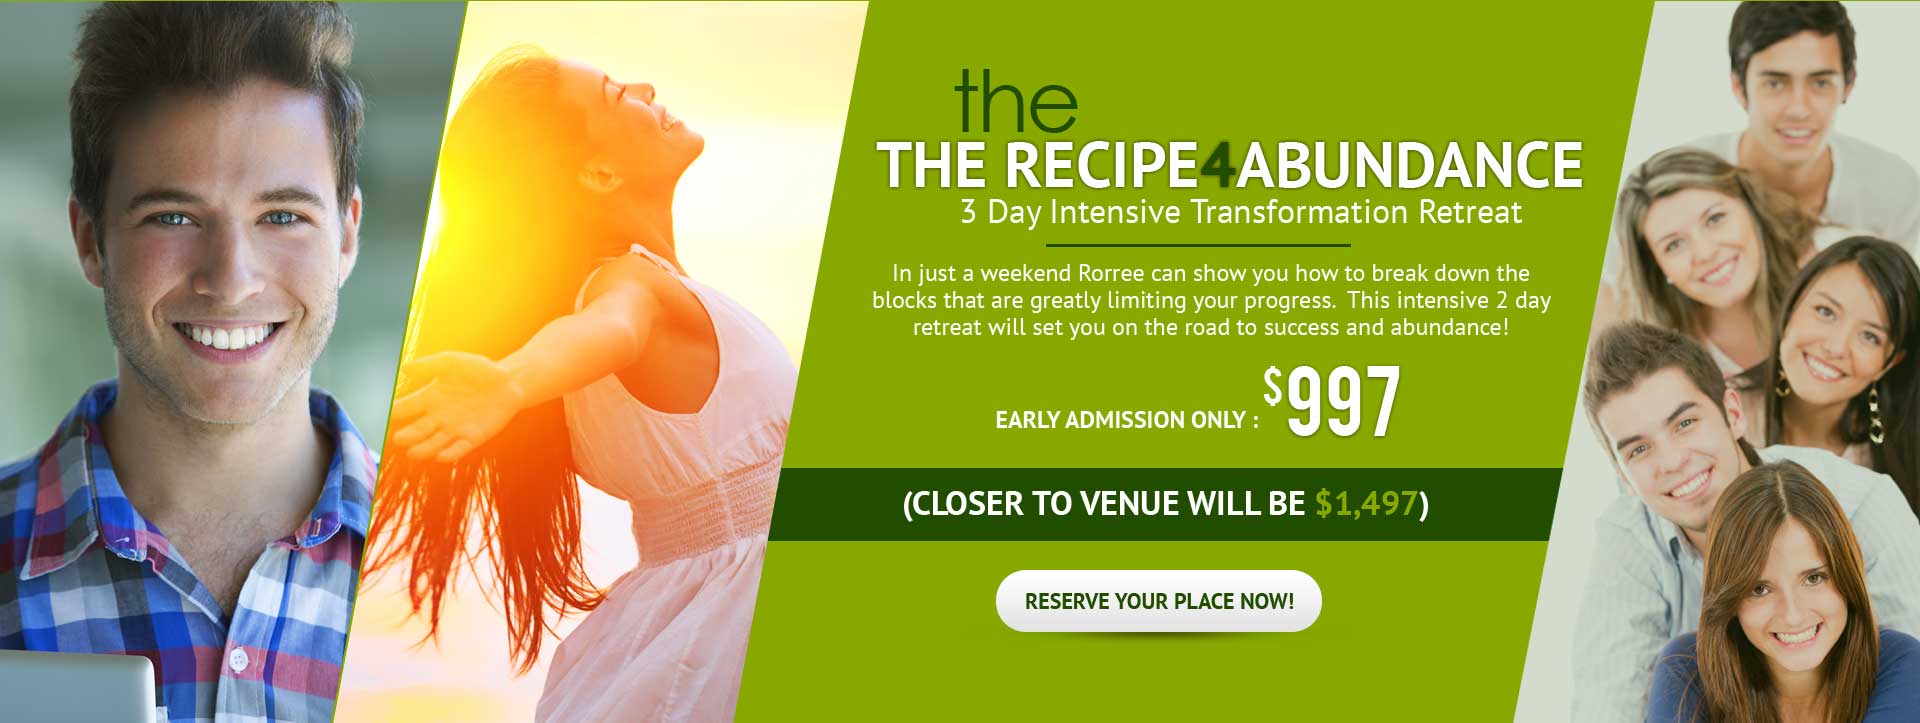 the
THE RECIPE4ABUNDANCE
3 Day Intensive Transformation Retreat
In just a weekend Rorree can show you how to break down the
blocks that are greatly limiting your progress.  This intensive 2 day
retreat will set you on the road to success and abundance!
EARLY ADMISSION ONLY : $997
(CLOSER TO VENUE WILL BE $1,497)
RESERVE YOUR PLACE NOW!